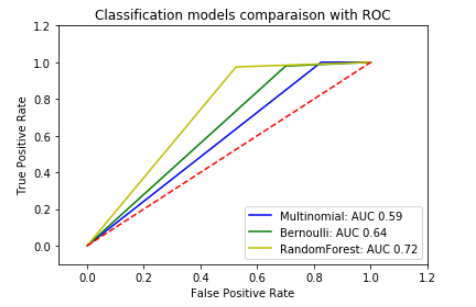 Classification models comparaison with ROC
1.2
1.0
0.8
0.6
0.4
0.2
0.0
True Positive Rate
Multinomial: AUC 0.59
Bernoulli: AUC 0.64
RandomForest: AUC 0.72
0.0 0.2 0.4 0.6 0.8 1.0 1.2
False Positive Rate